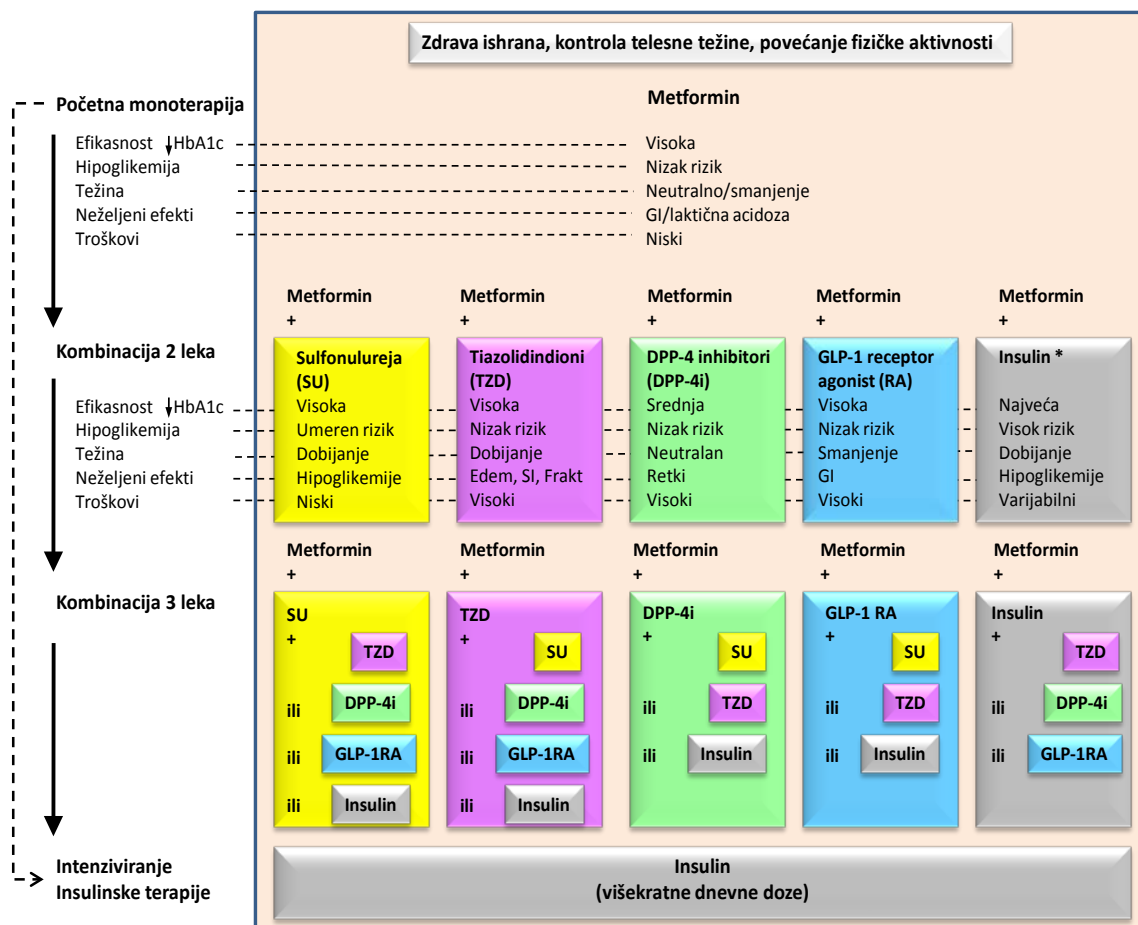 Zdrava ishrana, kontrola telesne težine, povećanje fizičke aktivnosti
Početna monoterapija
Metformin
Efikasnost ↓HbA1c Visoka
Hipoglikemija Nizak rizik
Težina Neutralno/smanjenje
Neželjeni efekti GI/laktična acidoza
Troškovi Niski
Metformin Metformin Metformin Metformin Metformin
+ + + + +
Kombinacija 2 leka
Sulfonulureja
(SU)
Tiazolidindioni
(TZD)
DPP-4 inhibitori
(DPP-4i)
GLP-1 receptor
agonist (RA)
Insulin *
Efikasnost ↓HbA1c Visoka Visoka Srednja Visoka Najveća
Hipoglikemija Umeren rizik Nizak rizik Nizak rizik Nizak rizik Visok rizik
Težina Dobijanje Dobijanje Neutralan Smanjenje Dobijanje
Neželjeni efekti Hipoglikemije Edem, SI, Frakt Retki GI Hipoglikemije
Troškovi Niski Visoki Visoki Visoki Varijabilni
Metformin Metformin Metformin Metformin Metformin
+ + + + +
Kombinacija 3 leka
SU TZD DPP-4i GLP-1 RA Insulin
+ + + + +
TZD SU SU SU TZD
ili DPP-4i ili DPP-4i ili TZD ili TZD ili DPP-4i
ili GLP-1RA ili GLP-1RA ili Insulin ili Insulin ili GLP-1RA
ili Insulin ili Insulin
Intenziviranje
Insulinske terapije
Insulin
(višekratne dnevne doze)